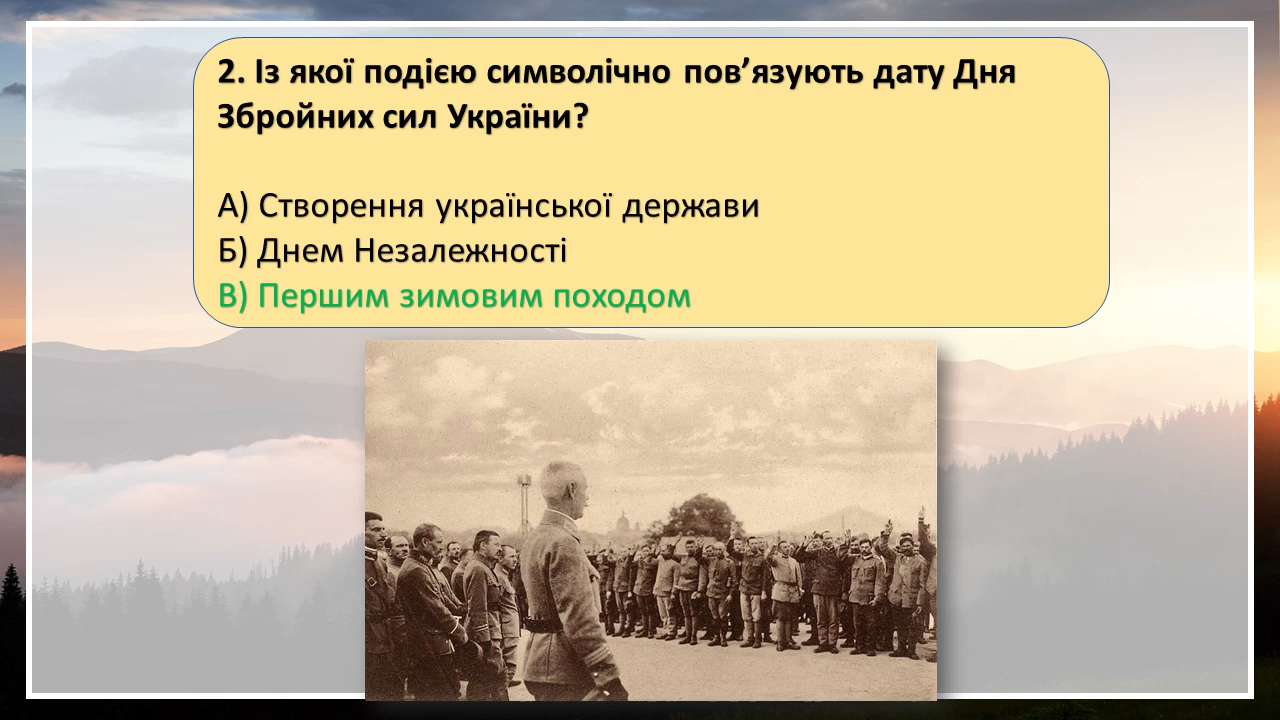 2. Із якої подією символічно пов’язують дату Дня
Збройних сил України?
А) Створення української держави
Б) Днем Незалежності
В) Першим зимовим походом